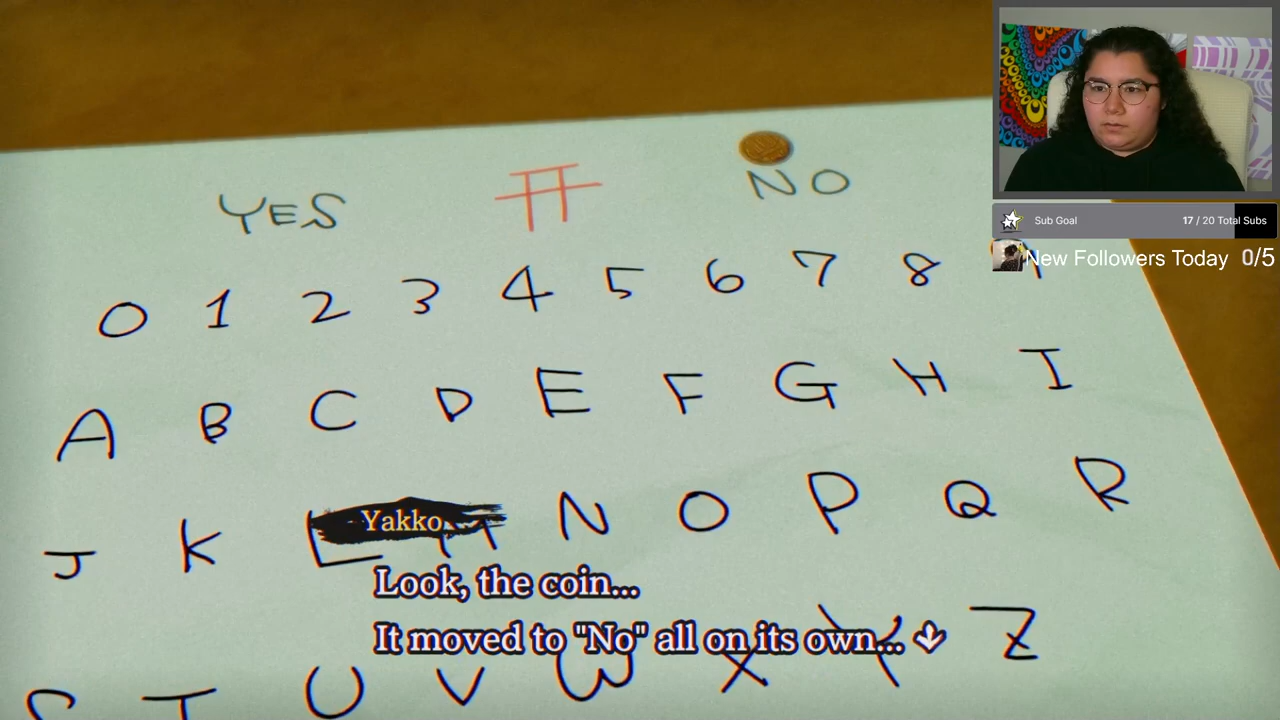 YES NO
0 1 2 3 4 5 6 7 8
A B C D E F G H I
J K L N O P Q R
U V W X Y Z
Yakko
Look, the coin...
It moved to "No" all on its own...
Sub Goal 17 / 20 Total Subs
New Followers Today 0/5